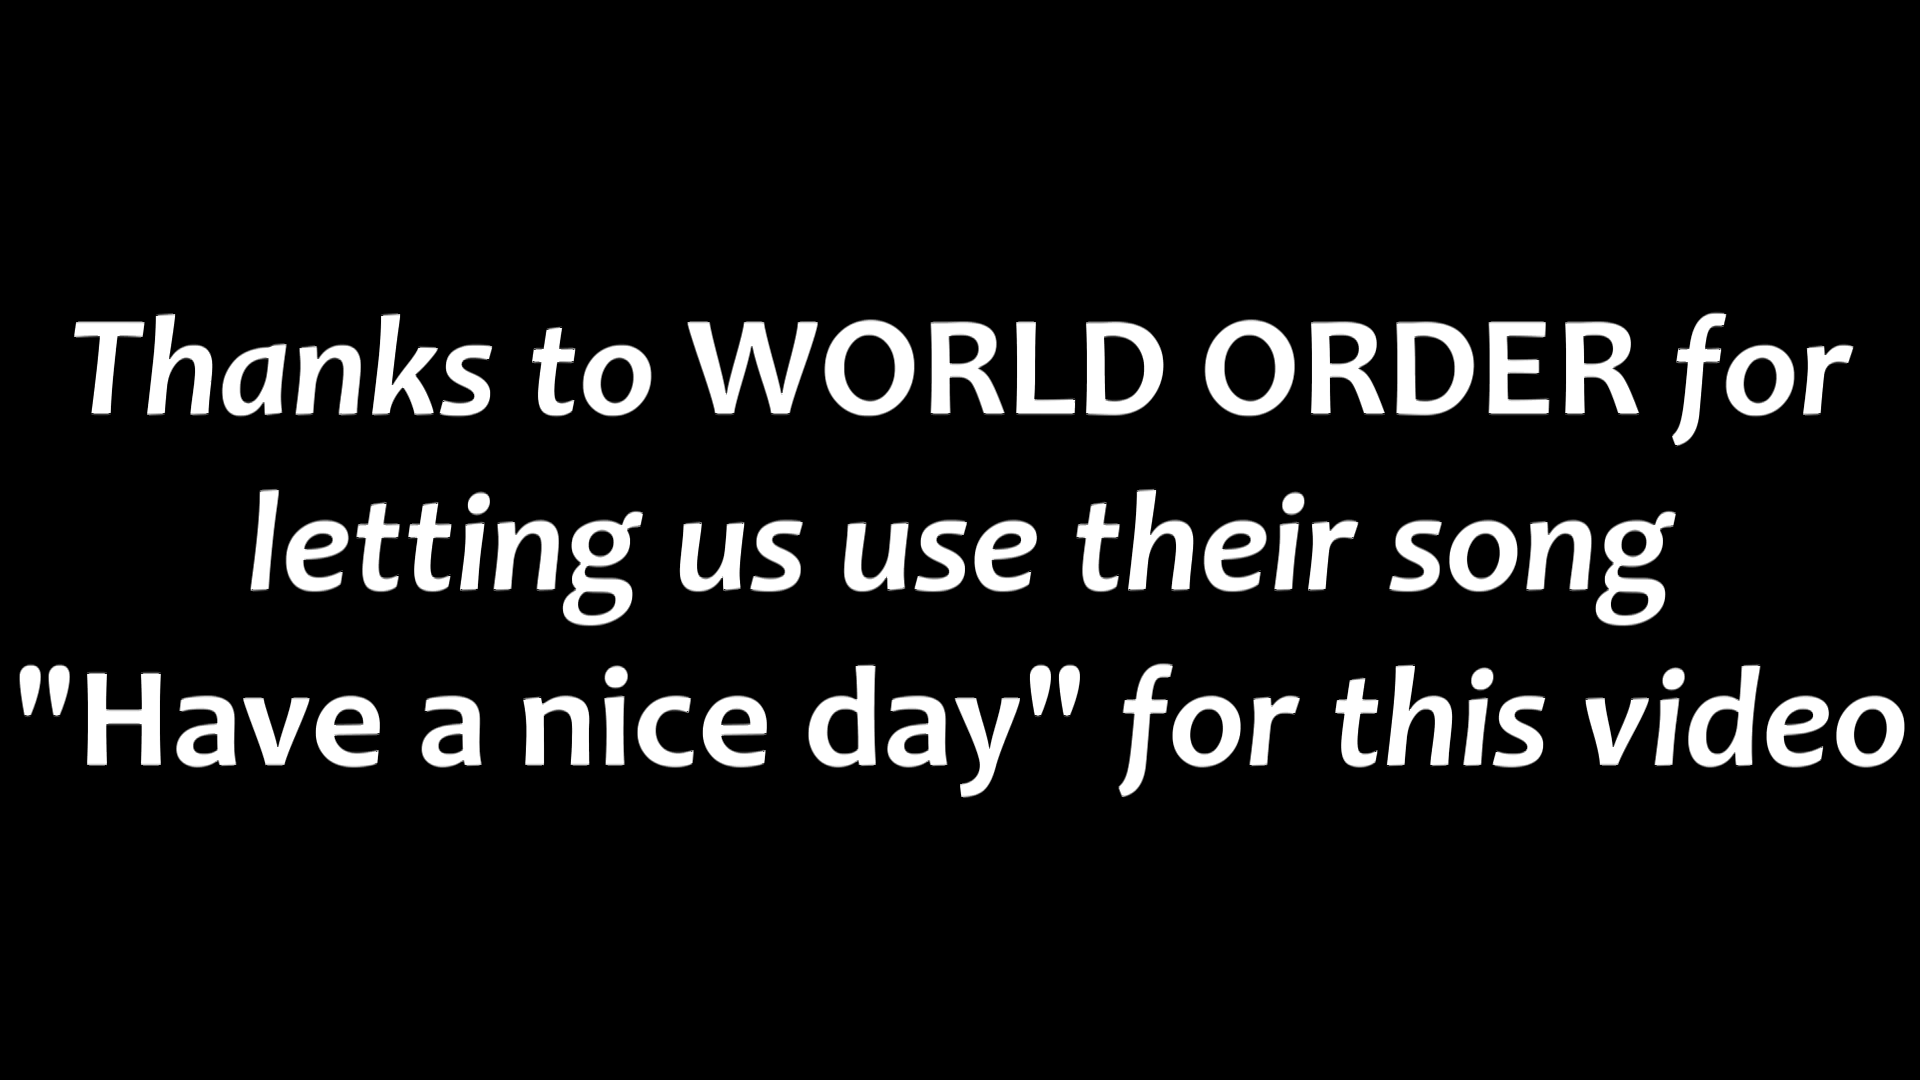 Thanks to WORLD ORDER for
letting us use their song
"Have a nice day" for this video